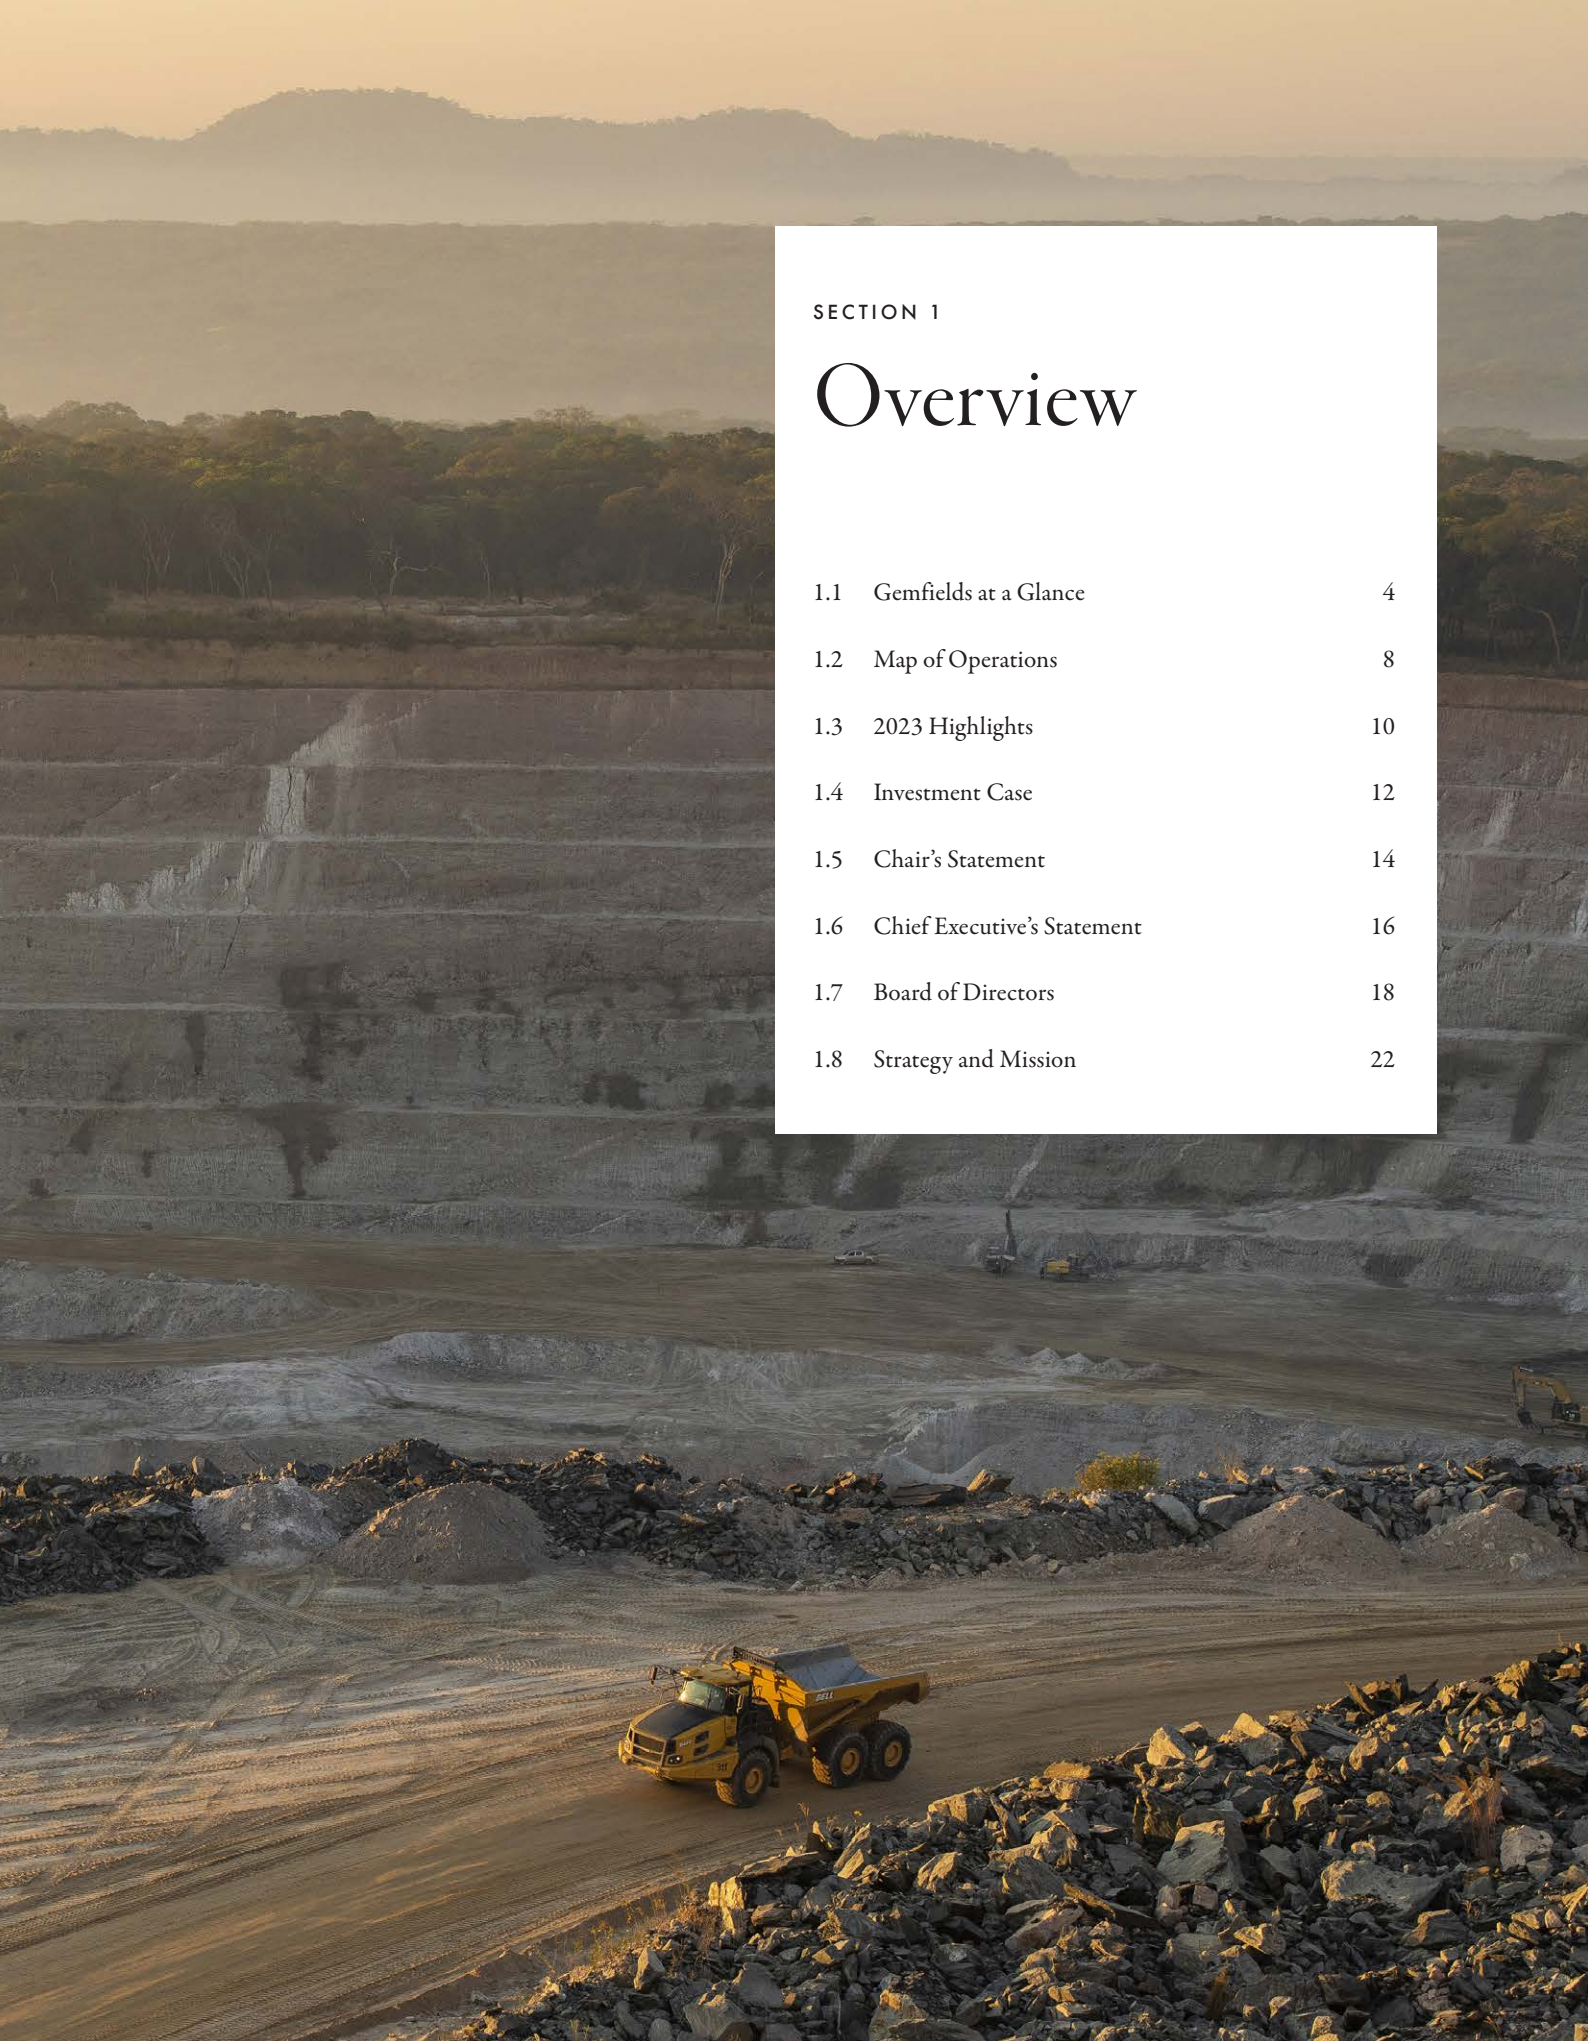 SECTION 1
Overview
1.1 Gemfields at a Glance 4
1.2 Map of Operations 8
1.3 2023 Highlights 10
1.4 Investment Case 12
1.5 Chair’s Statement 14
1.6 Chief Executive’s Statement 16
1.7 Board of Directors 18
1.8 Strategy and Mission 22
BELL